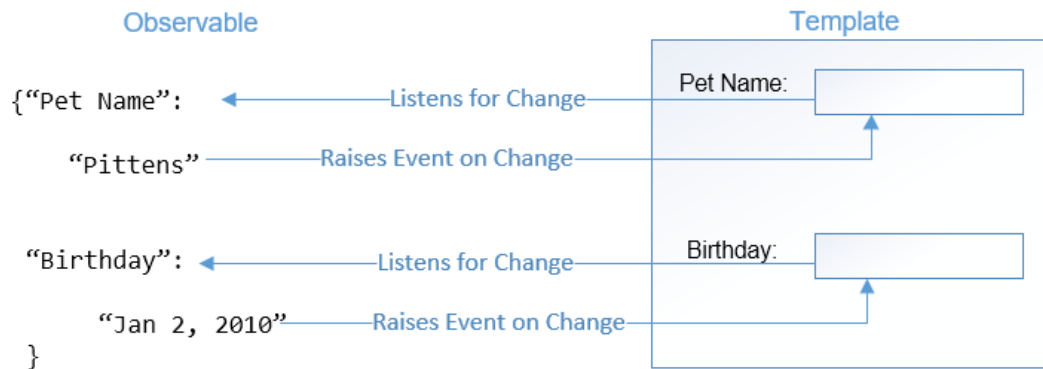 Observable
Template
{“Pet Name”:
Listens for Change
Pet Name:
“Pittens”
Raises Event on Change
“Birthday”:
Listens for Change
Birthday:
“Jan 2, 2010”
Raises Event on Change
}